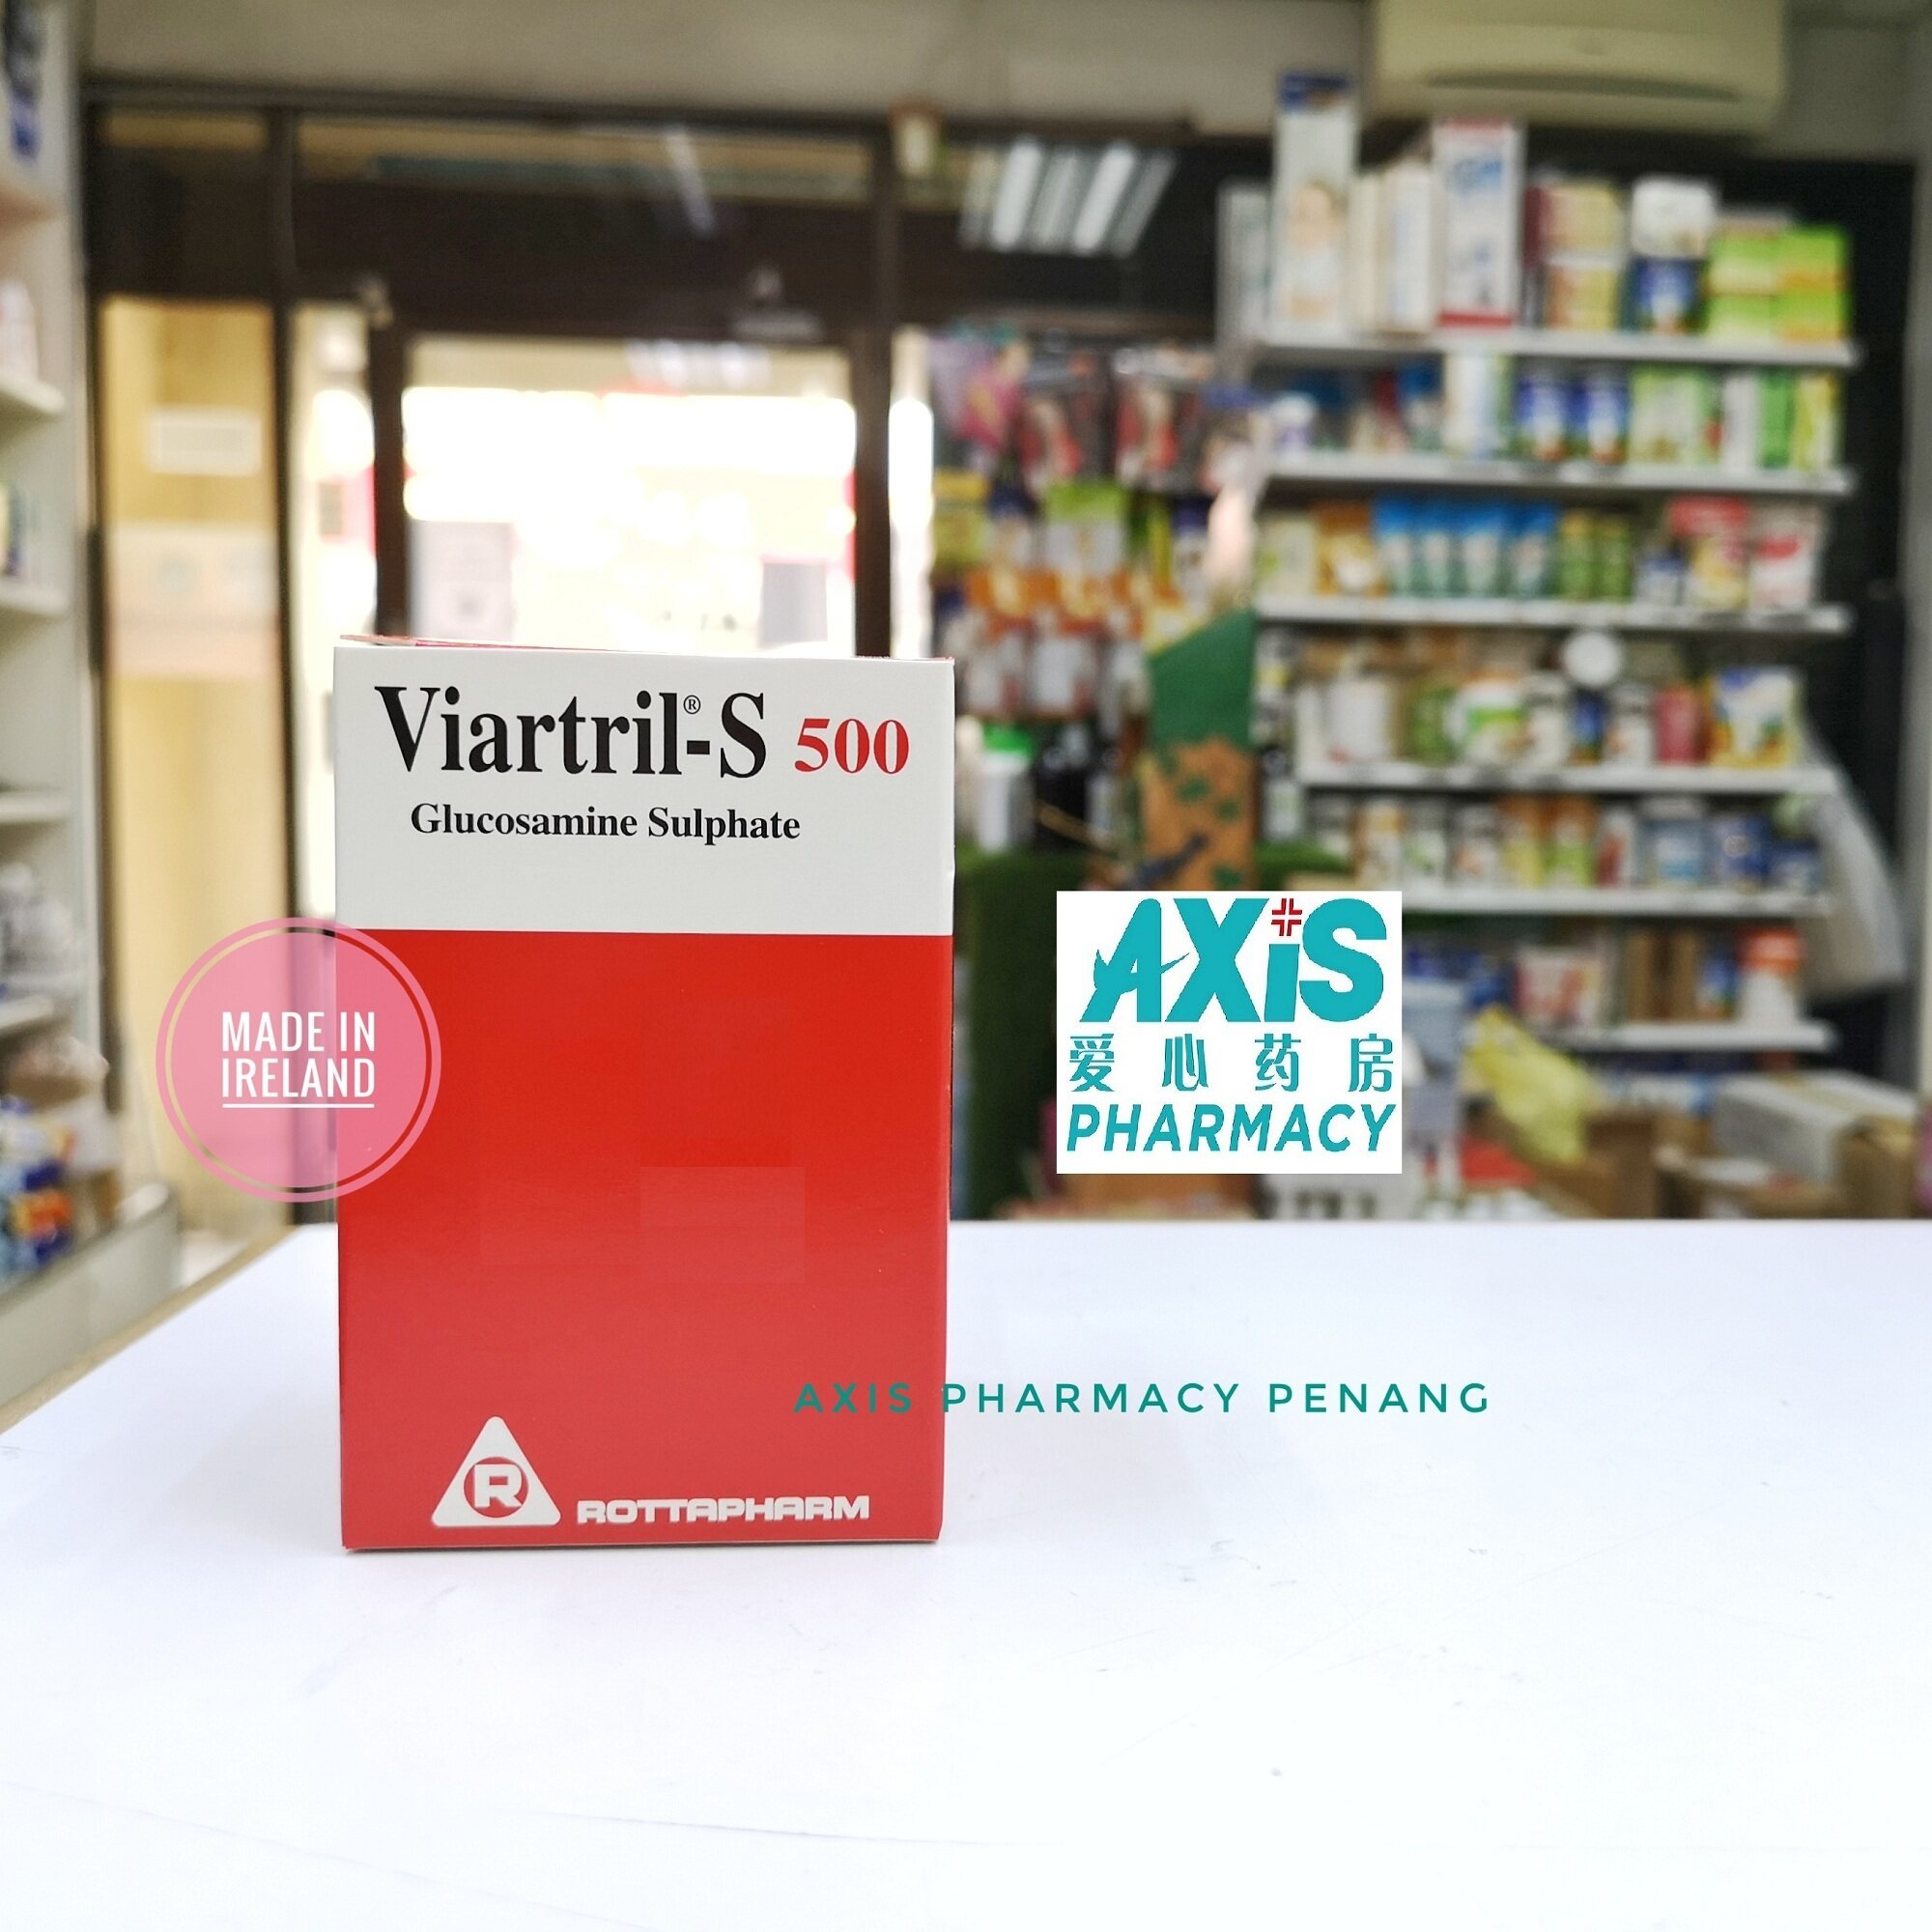 Viartril®-S 500
Glucosamine Sulphate
MADE IN
IRELAND
AXiS
爱心药房
PHARMACY
AXIS PHARMACY PENANG
R ROTTAPHARM